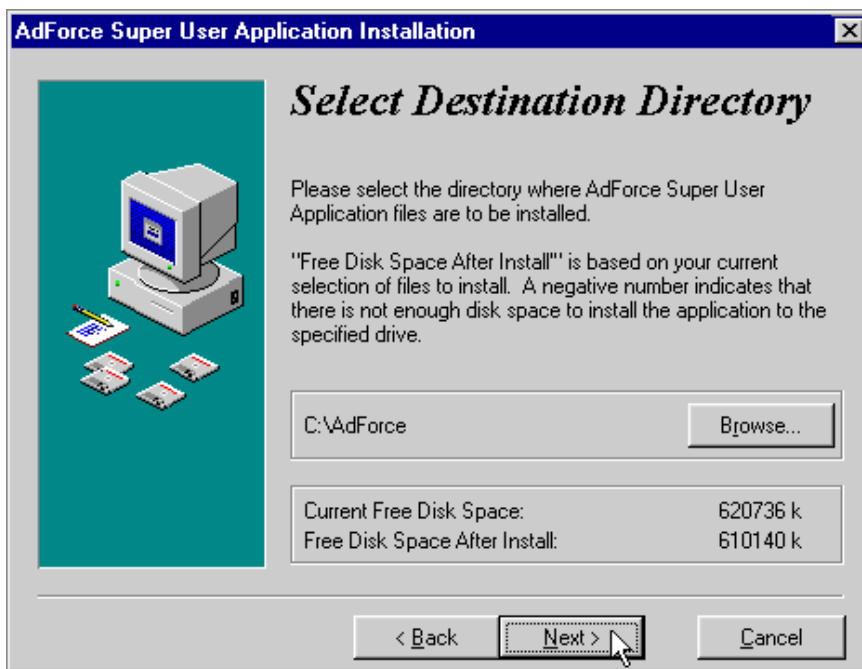 AdForce Super User Application Installation
Select Destination Directory
Please select the directory where AdForce Super User
Application files are to be installed.
"Free Disk Space After Install"' is based on your current
selection of files to install.  A negative number indicates that
there is not enough disk space to install the application to the
specified drive.
C:\AdForce
Browse...
Current Free Disk Space: 620736 k
Free Disk Space After Install: 610140 k
< Back
Next >
Cancel